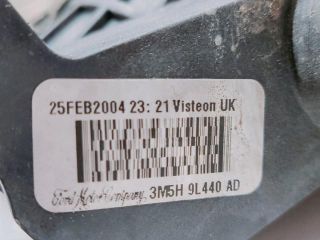 25FEB2004 23: 21 Visteon UK
Ford Motor Company, 3M5H 9L440 AD